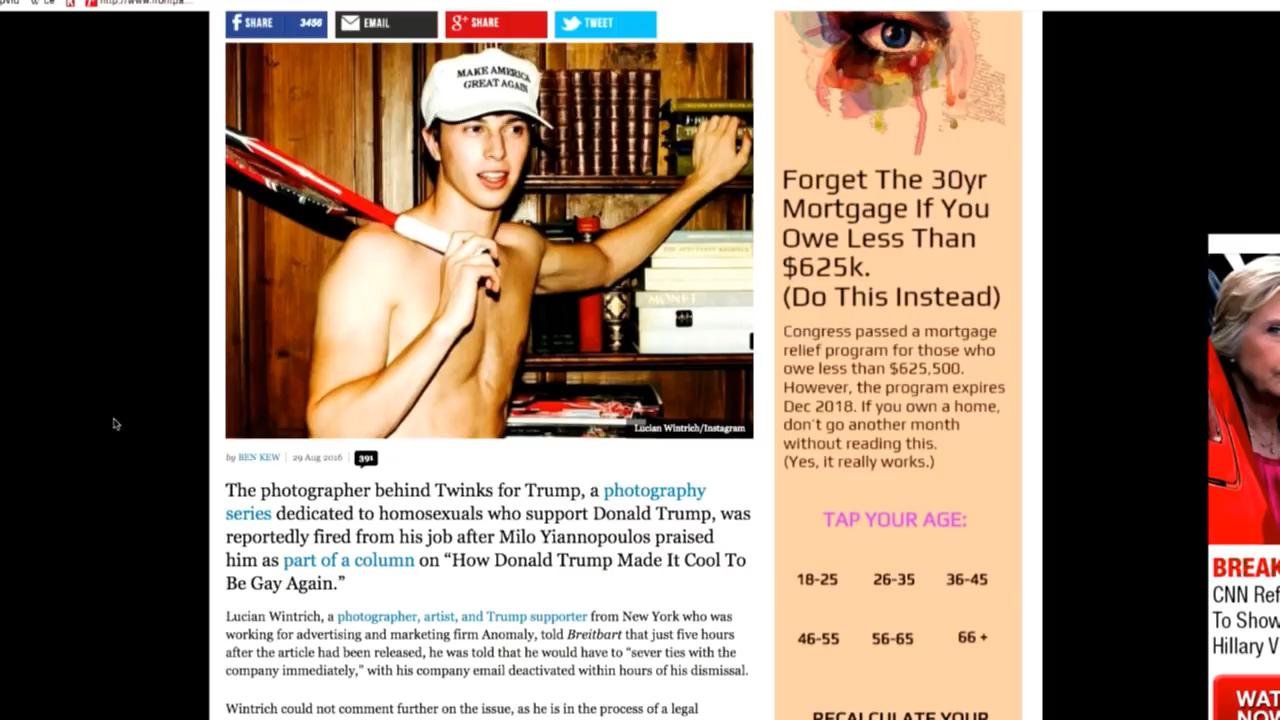 http://www.frontpa...
SHARE 3456
EMAIL
SHARE
TWEET
MAKE AMERICA
GREAT AGAIN
MONET
Lucian Wintrich/Instagram
by BEN KEW | 29 Aug 2016 | 391
The photographer behind Twinks for Trump, a photography
series dedicated to homosexuals who support Donald Trump, was
reportedly fired from his job after Milo Yiannopoulos praised
him as part of a column on “How Donald Trump Made It Cool To
Be Gay Again.”
Lucian Wintrich, a photographer, artist, and Trump supporter from New York who was
working for advertising and marketing firm Anomaly, told Breitbart that just five hours
after the article had been released, he was told that he would have to “sever ties with the
company immediately,” with his company email deactivated within hours of his dismissal.
Wintrich could not comment further on the issue, as he is in the process of a legal
Forget The 30yr
Mortgage If You
Owe Less Than
$625k.
(Do This Instead)
Congress passed a mortgage
relief program for those who
owe less than $625,500.
However, the program expires
Dec 2018. If you own a home,
don't go another month
without reading this.
(Yes, it really works.)
TAP YOUR AGE:
18-25 26-35 36-45
46-55 56-65 66 +
RECALCULATE YOUR
BREAK
CNN Ref
To Show
Hillary V
WAT
NOW